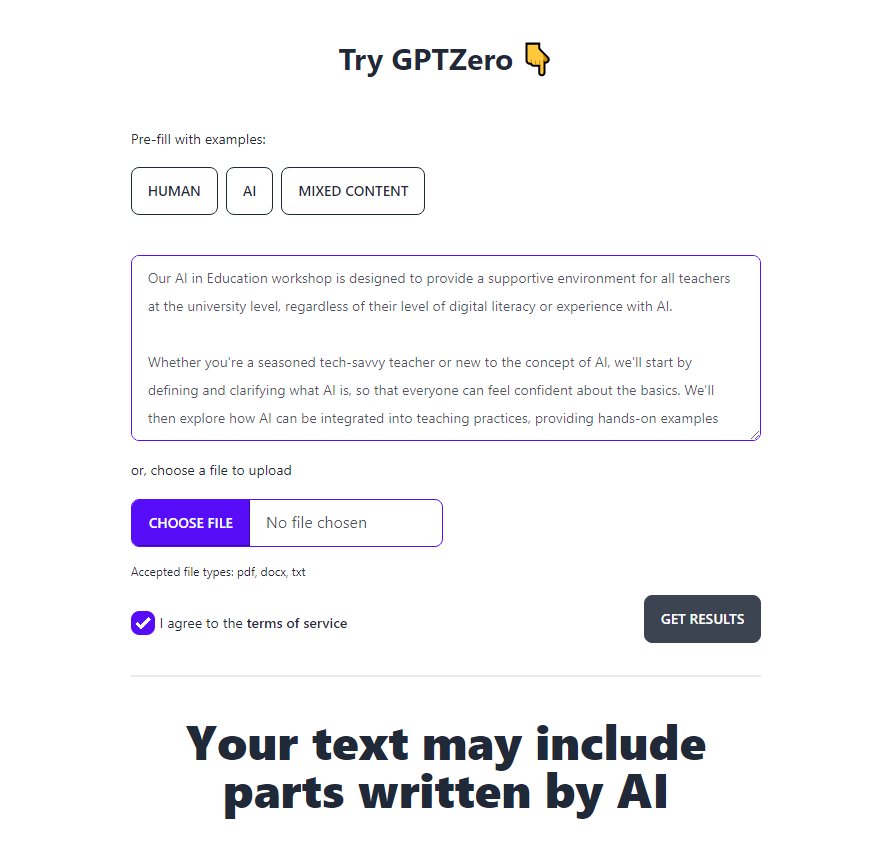 Try GPTZero 👇
Pre-fill with examples:
HUMAN AI MIXED CONTENT
Our AI in Education workshop is designed to provide a supportive environment for all teachers
at the university level, regardless of their level of digital literacy or experience with AI.
Whether you're a seasoned tech-savvy teacher or new to the concept of AI, we'll start by
defining and clarifying what AI is, so that everyone can feel confident about the basics. We'll
then explore how AI can be integrated into teaching practices, providing hands-on examples
or, choose a file to upload
CHOOSE FILE No file chosen
Accepted file types: pdf, docx, txt
I agree to the terms of service
GET RESULTS
Your text may include
parts written by AI